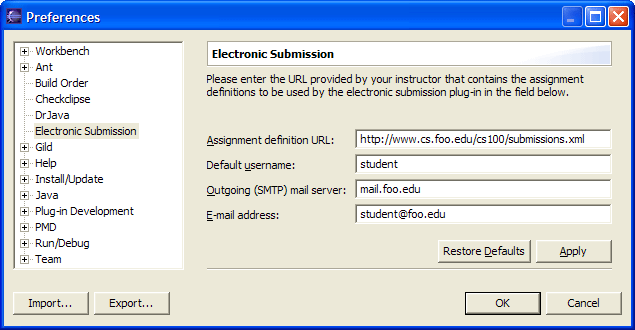 Preferences
Workbench
Ant
Build Order
Checkclipse
DrJava
Electronic Submission
Gild
Help
Install/Update
Java
Plug-in Development
PMD
Run/Debug
Team
Electronic Submission
Please enter the URL provided by your instructor that contains the assignment
definitions to be used by the electronic submission plug-in in the field below.
Assignment definition URL: http://www.cs.foo.edu/cs100/submissions.xml
Default username: student
Outgoing (SMTP) mail server: mail.foo.edu
E-mail address: student@foo.edu
Restore Defaults Apply
Import... Export... OK Cancel